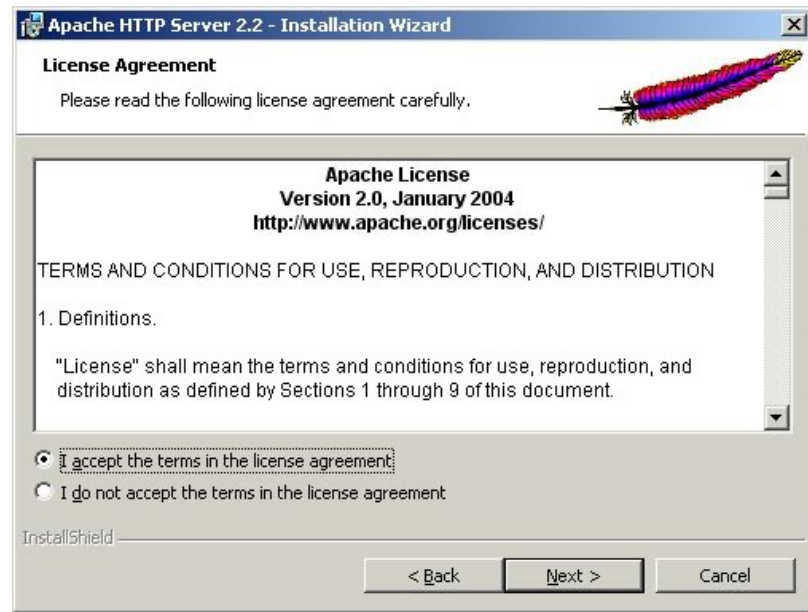 Apache HTTP Server 2.2 - Installation Wizard
License Agreement
Please read the following license agreement carefully.
Apache License
Version 2.0, January 2004
http://www.apache.org/licenses/
TERMS AND CONDITIONS FOR USE, REPRODUCTION, AND DISTRIBUTION
1. Definitions.
"License" shall mean the terms and conditions for use, reproduction, and
distribution as defined by Sections 1 through 9 of this document.
I accept the terms in the license agreement
I do not accept the terms in the license agreement
InstallShield
< Back
Next >
Cancel